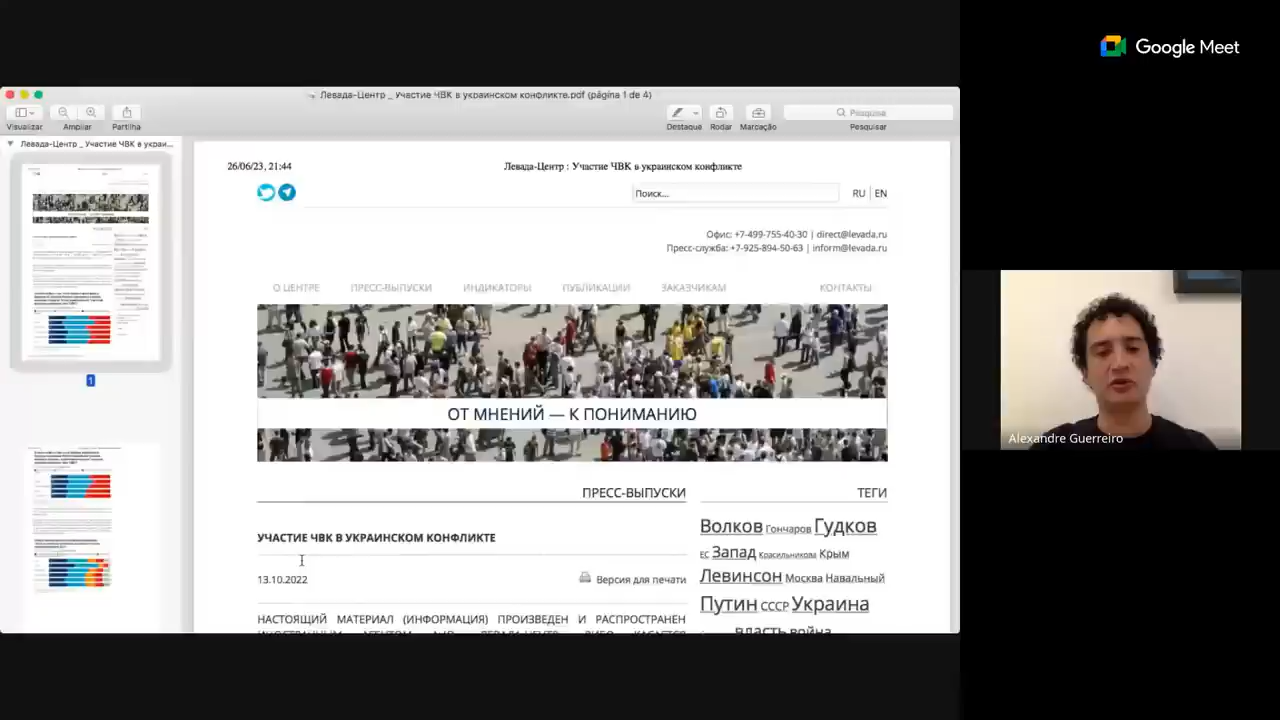 Google Meet
Левада-Центр _ Участие ЧВК в украинском конфликте.pdf (página 1 de 4)
Visualizar
Ampliar
Partilha
Destaque
Rodar
Marcação
Pesquisa
Pesquisar
Левада-Центр _ Участие ЧВК в украи...
1
26/06/23, 21:44
Левада-Центр : Участие ЧВК в украинском конфликте
Поиск...
RU | EN
Офис: +7-499-755-40-30 | direct@levada.ru
Пресс-служба: +7-925-894-50-63 | inform@levada.ru
О ЦЕНТРЕ ПРЕСС-ВЫПУСКИ ИНДИКАТОРЫ ПУБЛИКАЦИИ ЗАКАЗЧИКАМ КОНТАКТЫ
ОТ МНЕНИЙ — К ПОНИМАНИЮ
ПРЕСС-ВЫПУСКИ
УЧАСТИЕ ЧВК В УКРАИНСКОМ КОНФЛИКТЕ
13.10.2022
Версия для печати
НАСТОЯЩИЙ МАТЕРИАЛ (ИНФОРМАЦИЯ) ПРОИЗВЕДЕН И РАСПРОСТРАНЕН
ТЕГИ
Волков Гончаров Гудков
ЕС Запад Красильникова Крым
Левинсон Москва Навальный
Путин СССР Украина
власть война
Alexandre Guerreiro